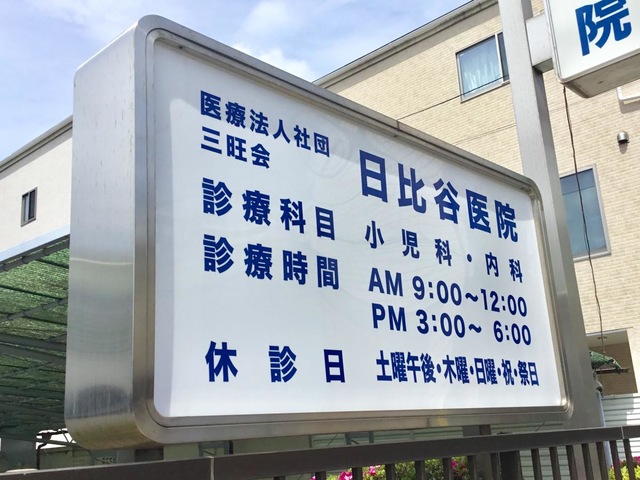 医療法人社団
三旺会
日比谷医院
診療科目 小児科・内科
診療時間 AM 9:00〜12:00
PM 3:00〜 6:00
休診日 土曜午後・木曜・日曜・祝・祭日
院